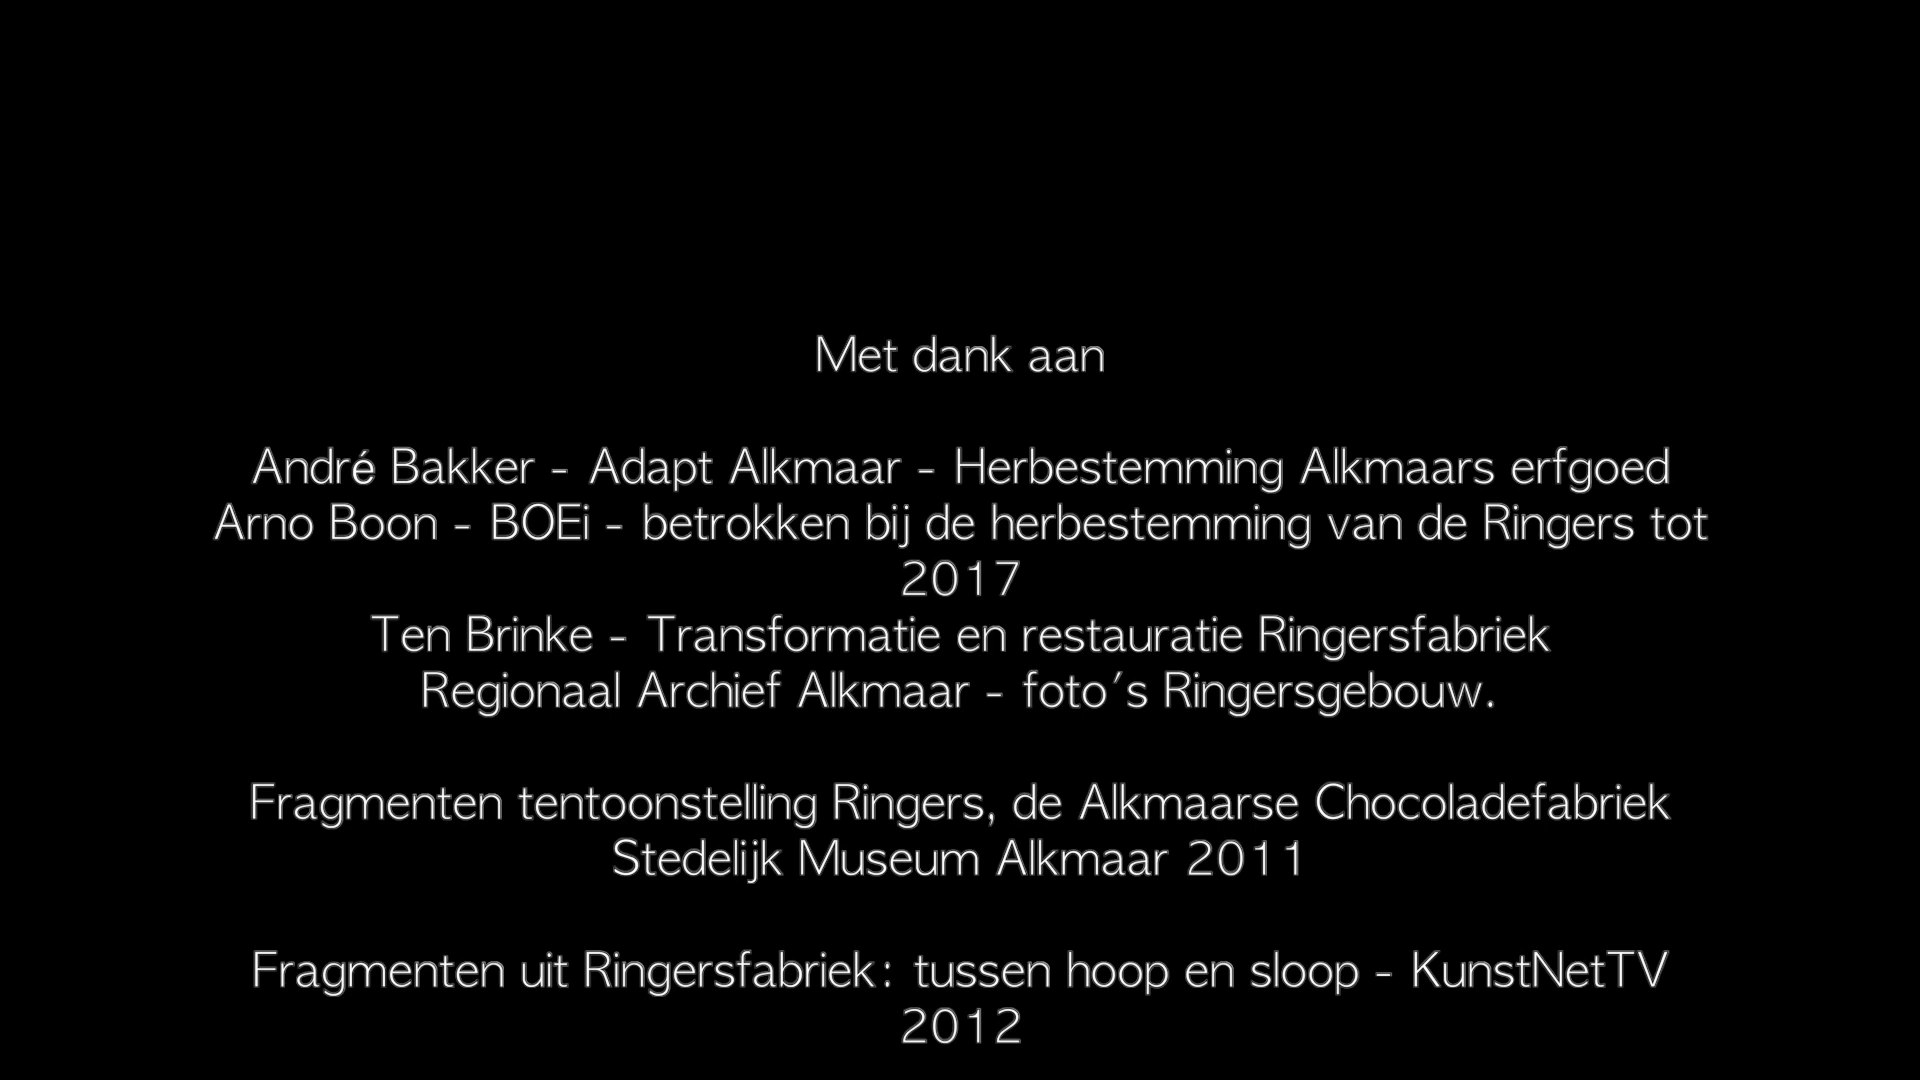 Met dank aan
André Bakker - Adapt Alkmaar - Herbestemming Alkmaars erfgoed
Arno Boon - BOEi - betrokken bij de herbestemming van de Ringers tot
2017
Ten Brinke - Transformatie en restauratie Ringersfabriek
Regionaal Archief Alkmaar - foto's Ringersgebouw.
Fragmenten tentoonstelling Ringers, de Alkmaarse Chocoladefabriek
Stedelijk Museum Alkmaar 2011
Fragmenten uit Ringersfabriek: tussen hoop en sloop - KunstNetTV
2012